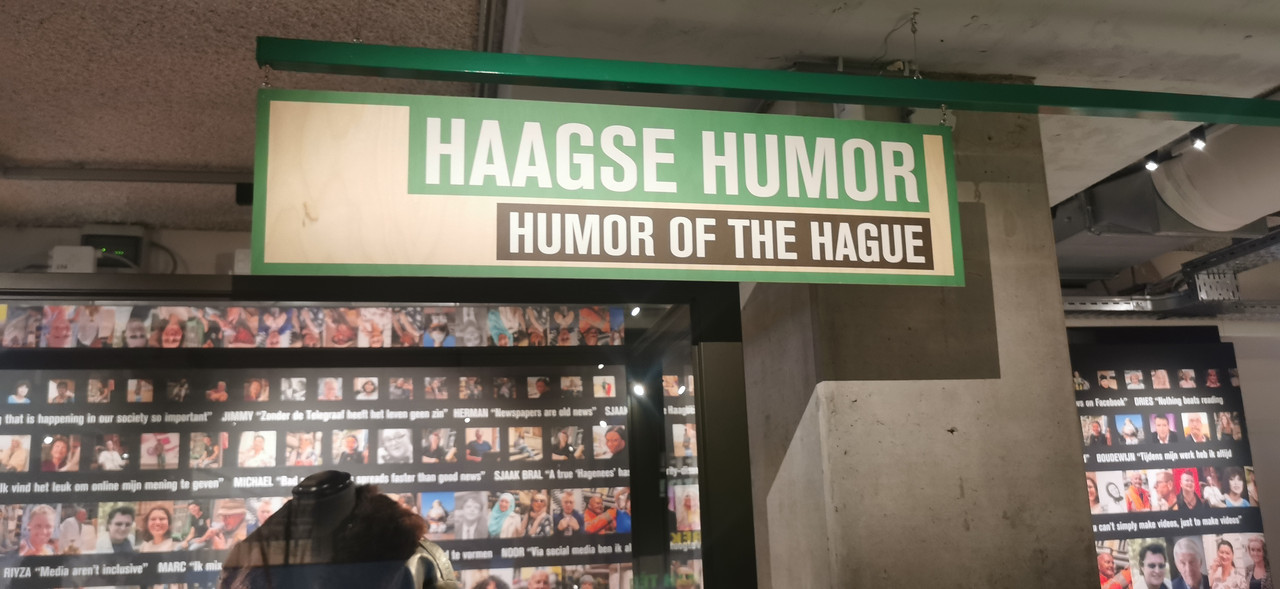 HAAGSE HUMOR
HUMOR OF THE HAGUE
that is happening in our society so important" JIMMY "Zonder de Telegraaf heeft het leven geen zin" HERMAN "Newspapers are old news" SJAAK
Ik vind het leuk om online mijn mening te geven" MICHAEL "Bad spreads faster than good news" SJAAK BRAL "A true 'Hagenees' has
te vormen NOOR "Via social media ben ik al
RIYZA "Media aren't inclusive" MARC "Ik mix
on Facebook" DRIES "Nothing beats reading
BOUDEWIJN "Tijdens mijn werk heb ik altijd
can't simply make videos, just to make videos"